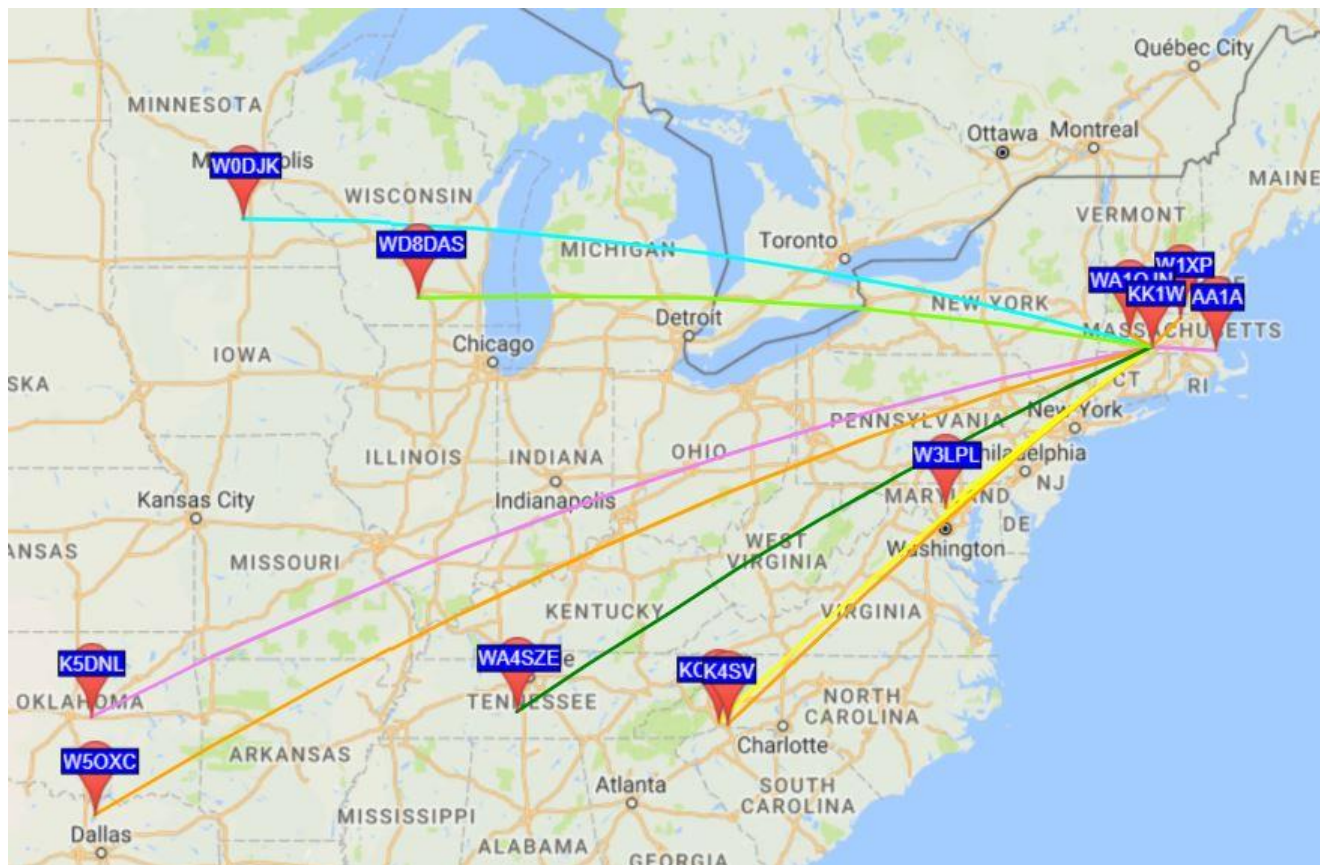 Québec City
MINNESOTA
Ottawa
Montreal
W0DJK
MAINE
WISCONSIN
VERMONT
WD8DAS
Toronto
MICHIGAN
W1XP
KK1W
AA1A
NEW YORK
Detroit
MASSACHUSETTS
Chicago
IOWA
CT
RI
New York
PENNSYLVANIA
OHIO
ILLINOIS
INDIANA
W3LPL
Indianapolis
NJ
Kansas City
MARYLAND
DE
WEST
VIRGINIA
Washington
MISSOURI
KENTUCKY
VIRGINIA
K5DNL
WA4SZE
K4SV
OKLAHOMA
TENNESSEE
NORTH
CAROLINA
Charlotte
W5OXC
ARKANSAS
Atlanta
SOUTH
CAROLINA
MISSISSIPPI
Dallas
ALABAMA
GEORGIA